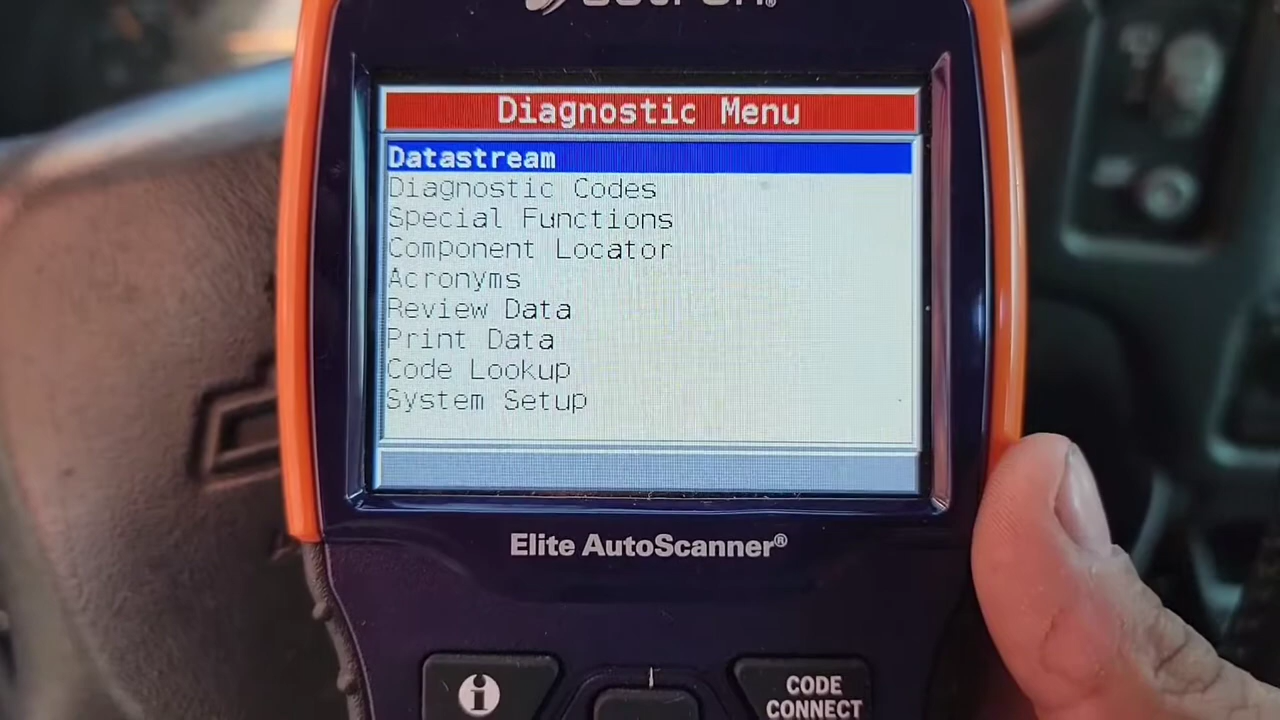 Diagnostic Menu
Datastream
Diagnostic Codes
Special Functions
Component Locator
Acronyms
Review Data
Print Data
Code Lookup
System Setup
Elite AutoScanner®
i
CODE
CONNECT